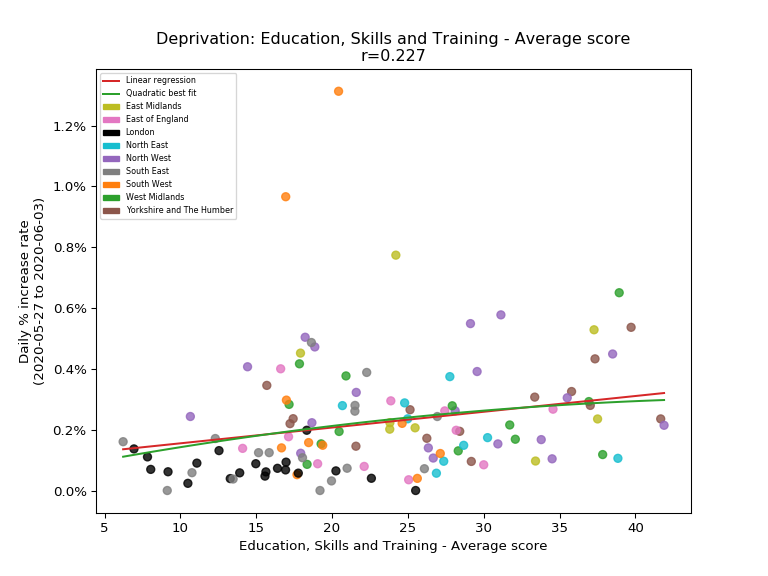 Deprivation: Education, Skills and Training - Average score
r=0.227
Linear regression
Quadratic best fit
East Midlands
East of England
London
North East
North West
South East
South West
West Midlands
Yorkshire and The Humber
1.2%
1.0%
0.8%
0.6%
0.4%
0.2%
0.0%
Daily % increase rate
(2020-05-27 to 2020-06-03)
5 10 15 20 25 30 35 40
Education, Skills and Training - Average score